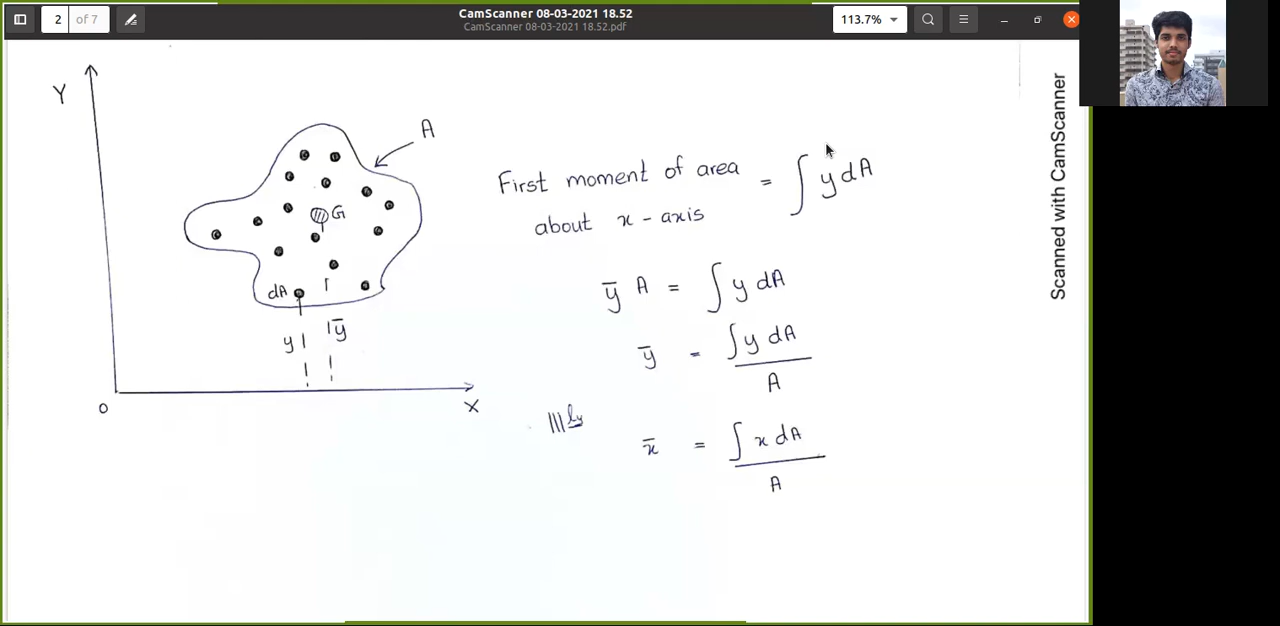 2 of 7
CamScanner 08-03-2021 18.52
CamScanner 08-03-2021 18.52.pdf
113.7%
Y
A
G
dA
y
ȳ
O
X
First moment of area = ∫ y dA
about x - axis
ȳ A = ∫ y dA
ȳ = ∫ y dA
A
|||ly
x̄ = ∫ x dA
A
Scanned with CamScanner